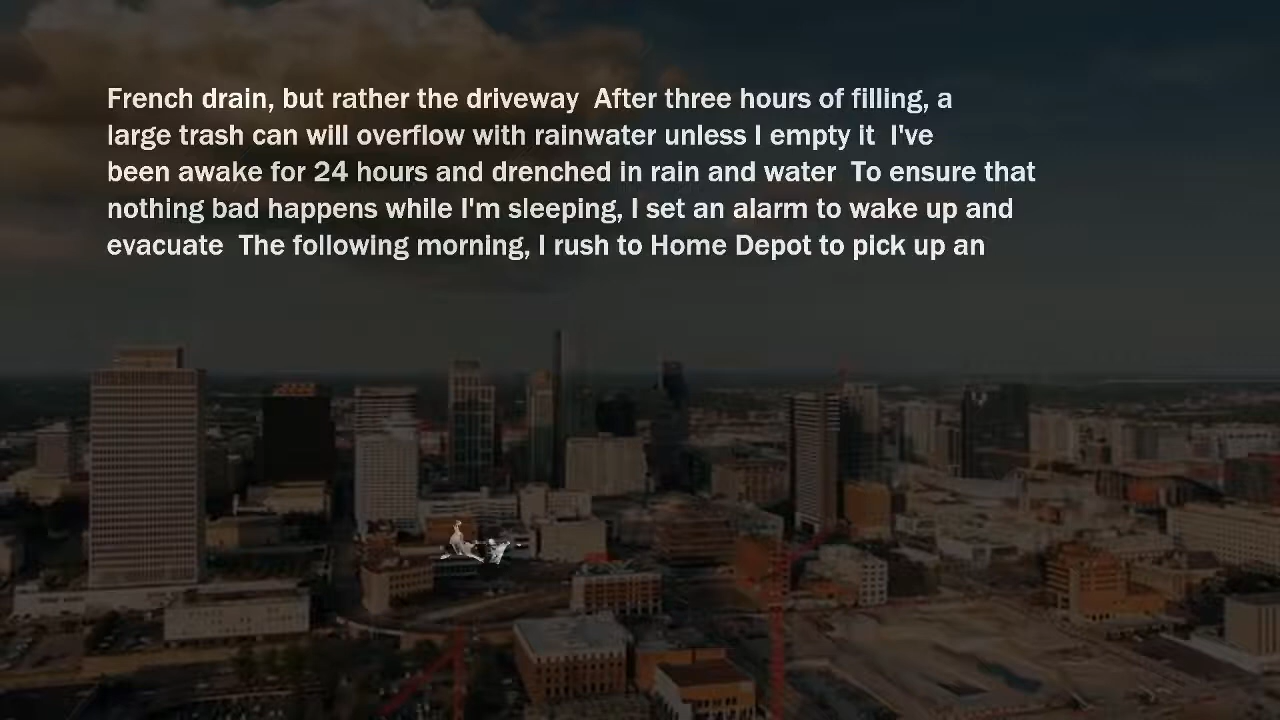 French drain, but rather the driveway  After three hours of filling, a
large trash can will overflow with rainwater unless I empty it  I've
been awake for 24 hours and drenched in rain and water  To ensure that
nothing bad happens while I'm sleeping, I set an alarm to wake up and
evacuate  The following morning, I rush to Home Depot to pick up an